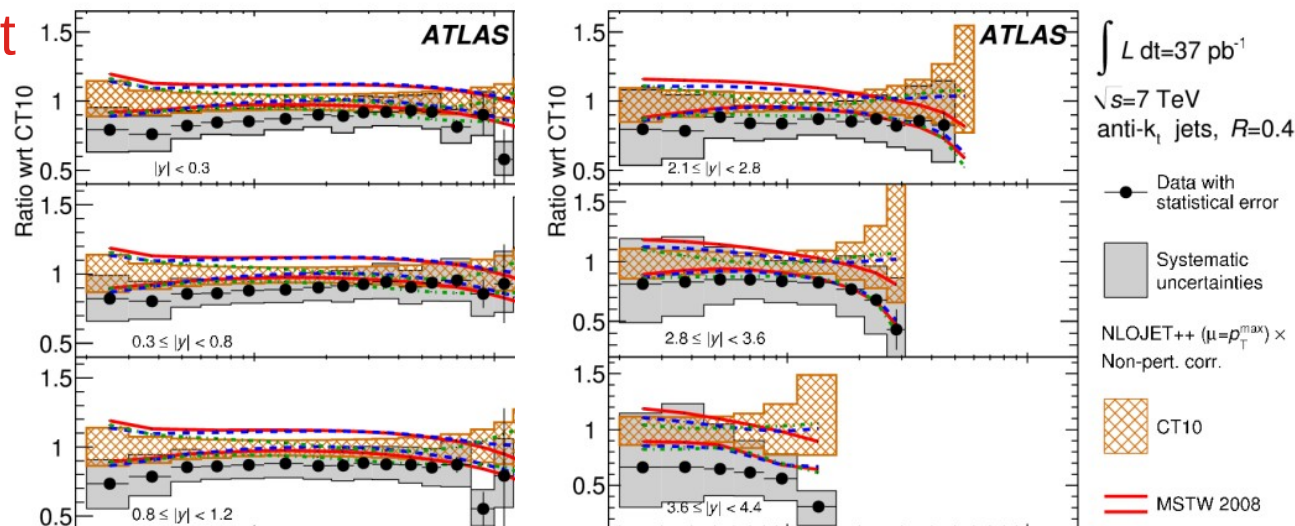 t
1.5
1
0.5
Ratio wrt CT10
ATLAS
|y| < 0.3
1.5
1
0.5
0.3 ≤ |y| < 0.8
1.5
1
0.5
0.8 ≤ |y| < 1.2
1.5
1
0.5
Ratio wrt CT10
ATLAS
2.1 ≤ |y| < 2.8
1.5
1
0.5
Ratio wrt CT10
2.8 ≤ |y| < 3.6
1.5
1
0.5
3.6 ≤ |y| < 4.4
∫ L dt=37 pb⁻¹
√s=7 TeV
anti-kₜ jets, R=0.4
Data with
statistical error
Systematic
uncertainties
NLOJET++ (μ=p_T^max) ×
Non-pert. corr.
CT10
MSTW 2008